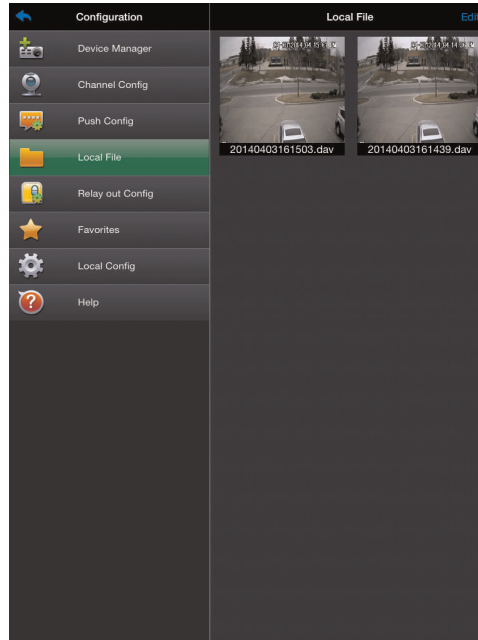 Configuration
Local File
Edit
Device Manager
Channel Config
Push Config
Local File
Relay out Config
Favorites
Local Config
Help
20140403161503.dav
20140403161439.dav